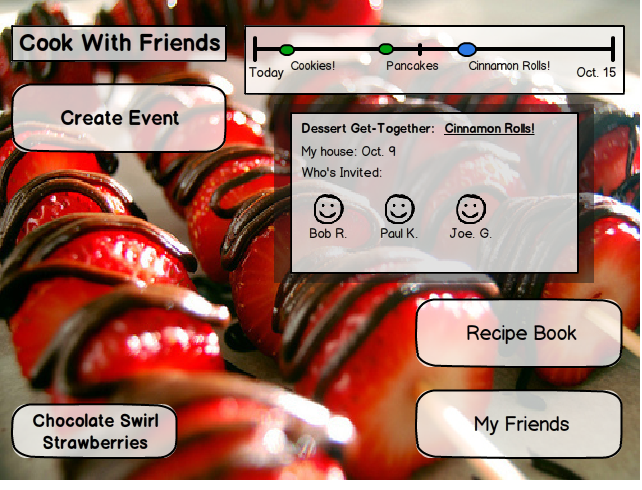 Cook With Friends
Today
Cookies!
Pancakes
Cinnamon Rolls!
Oct. 15
Create Event
Dessert Get-Together: Cinnamon Rolls!
My house: Oct. 9
Who's Invited:
Bob R.
Paul K.
Joe. G.
Recipe Book
My Friends
Chocolate Swirl
Strawberries